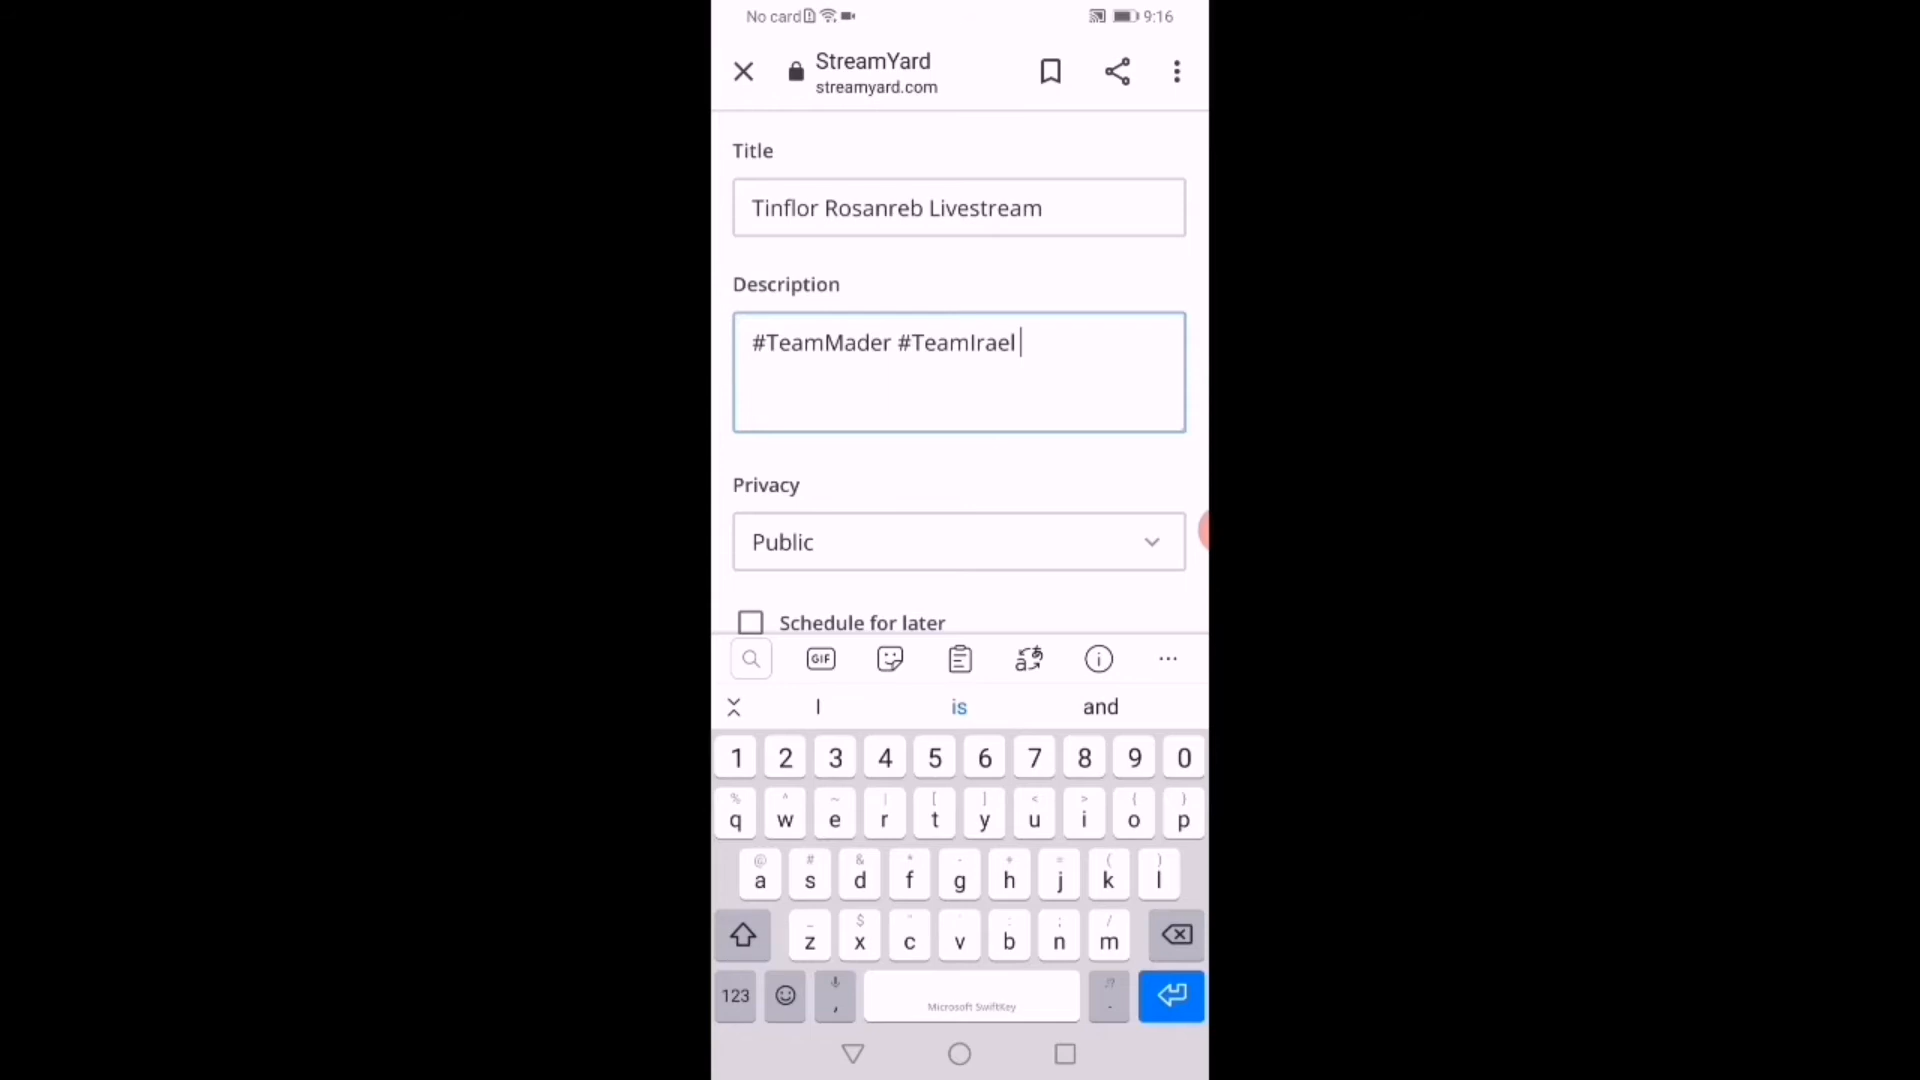 No card 9:16
StreamYard
streamyard.com
Title
Tinflor Rosanreb Livestream
Description
#TeamMader #TeamIrael
Privacy
Public
Schedule for later
GIF
I is and
1 2 3 4 5 6 7 8 9 0
% ^ ~ | [ ] < > { }
q w e r t y u i o p
@ # & * - + = ( )
a s d f g h j k l
_ $ " ' : ; /
z x c v b n m
123 , Microsoft SwiftKey .